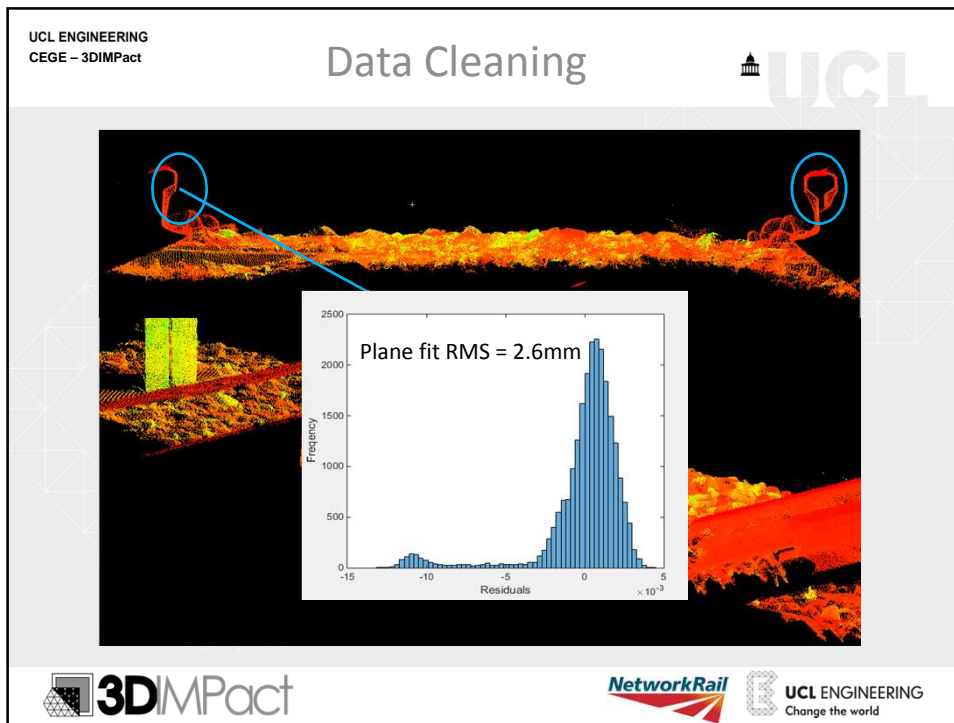 UCL ENGINEERING
CEGE – 3DIMPact
Data Cleaning
UCL
Plane fit RMS = 2.6mm
2500
2000
1500
1000
500
0
Freqency
-15 -10 -5 0 5
× 10-3
Residuals
3DIMPact
NetworkRail
UCL ENGINEERING
Change the world